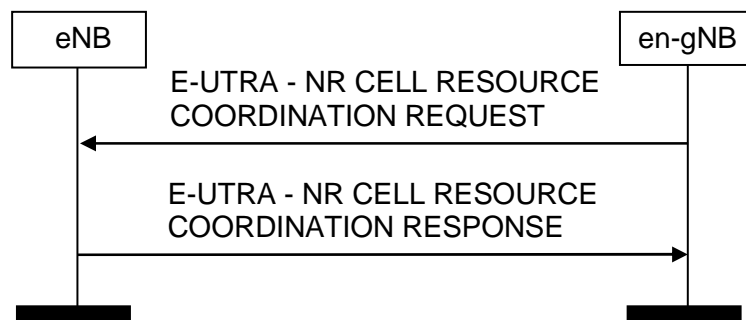 eNB
en-gNB
E-UTRA - NR CELL RESOURCE
COORDINATION REQUEST
E-UTRA - NR CELL RESOURCE
COORDINATION RESPONSE